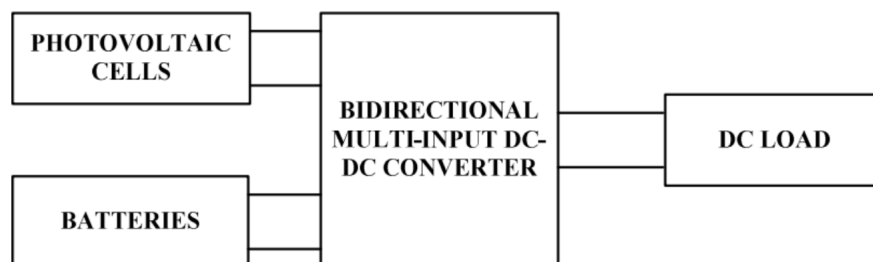 PHOTOVOLTAIC
CELLS
BIDIRECTIONAL
MULTI-INPUT DC-
DC CONVERTER
DC LOAD
BATTERIES